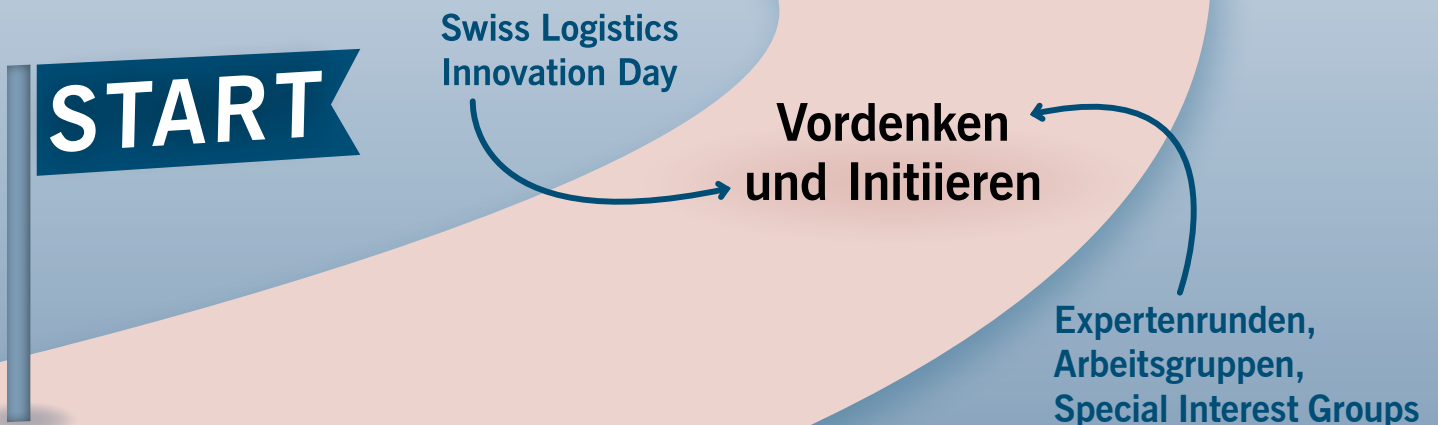 START
Swiss Logistics
Innovation Day
Vordenken
und Initiieren
Expertenrunden,
Arbeitsgruppen,
Special Interest Groups